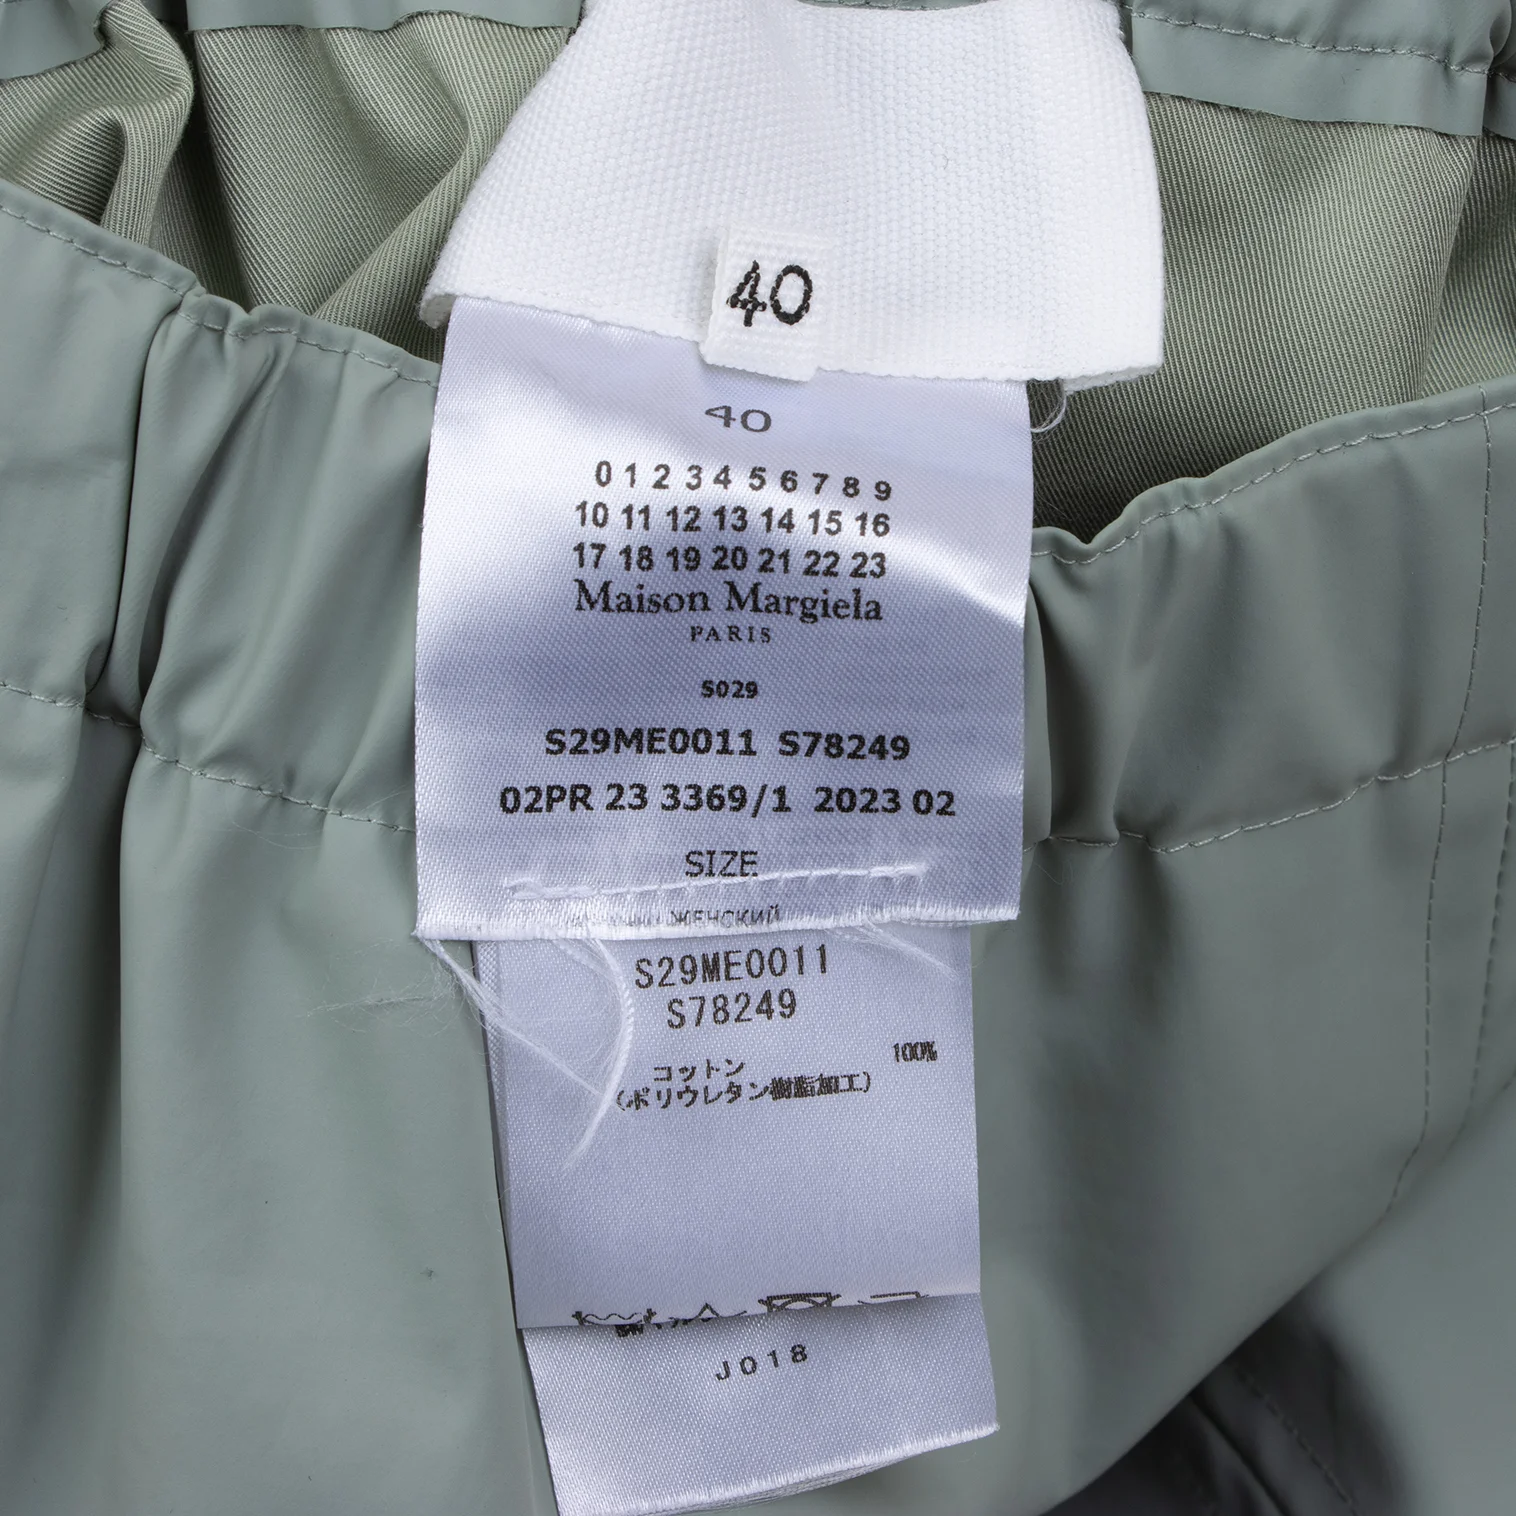 40
40
0 1 2 3 4 5 6 7 8 9
10 11 12 13 14 15 16
17 18 19 20 21 22 23
Maison Margiela
PARIS
S029
S29ME0011 S78249
02PR 23 3369/1 2023 02
SIZE
ЖЕНСКИЙ
S29ME0011
S78249
100%
コットン
(ポリウレタン樹脂加工)
J018